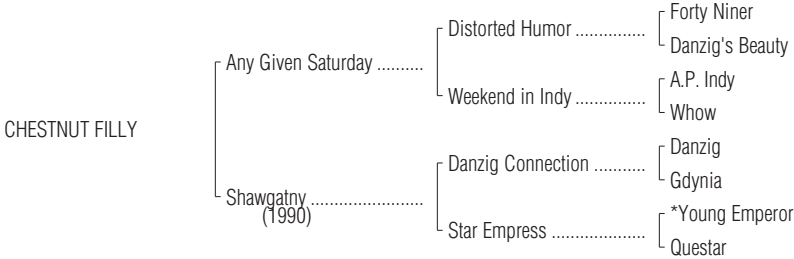 Forty Niner
Distorted Humor ...............
Danzig's Beauty
Any Given Saturday ..........
A.P. Indy
Weekend in Indy ...............
Whow
CHESTNUT FILLY
Danzig
Danzig Connection ...........
Gdynia
Shawgatny ........................
(1990)
*Young Emperor
Star Empress ....................
Questar